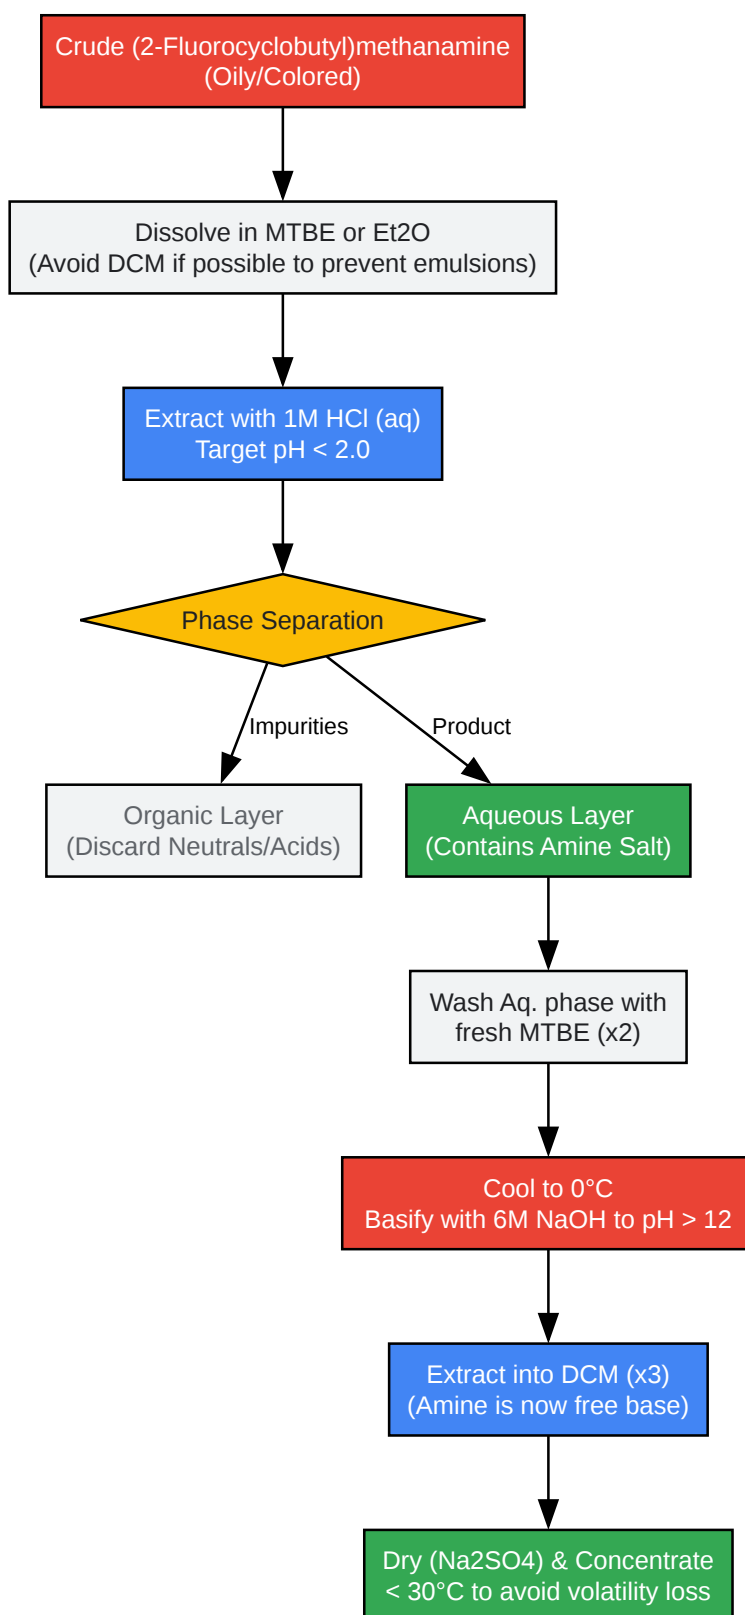 Crude (2-Fluorocyclobutyl)methanamine
(Oily/Colored)
Dissolve in MTBE or Et2O
(Avoid DCM if possible to prevent emulsions)
Extract with 1M HCl (aq)
Target pH < 2.0
Phase Separation
Impurities
Product
Organic Layer
(Discard Neutrals/Acids)
Aqueous Layer
(Contains Amine Salt)
Wash Aq. phase with
fresh MTBE (x2)
Cool to 0°C
Basify with 6M NaOH to pH > 12
Extract into DCM (x3)
(Amine is now free base)
Dry (Na2SO4) & Concentrate
< 30°C to avoid volatility loss